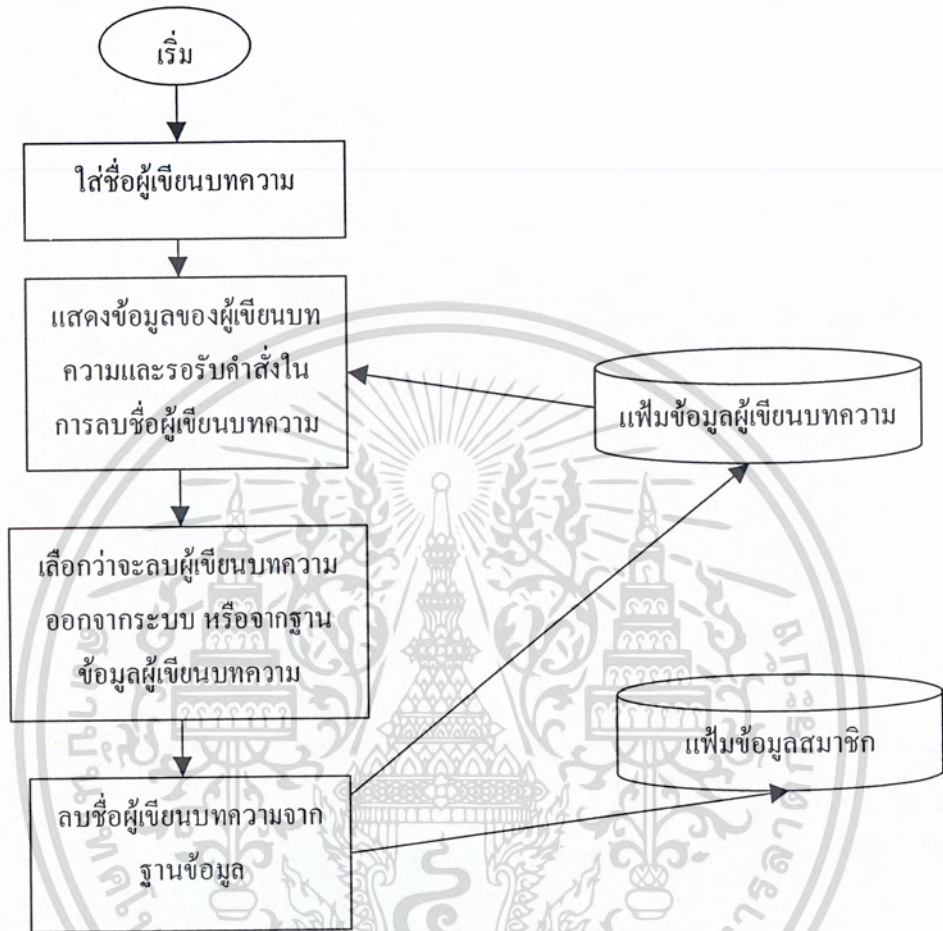 เริ่ม
ใส่ชื่อผู้เขียนบทความ
แสดงข้อมูลของผู้เขียนบท
ความและรอรับคำสั่งใน
การลบชื่อผู้เขียนบทความ
แฟ้มข้อมูลผู้เขียนบทความ
เลือกว่าจะลบผู้เขียนบทความ
ออกจากระบบ หรือจากฐาน
ข้อมูลผู้เขียนบทความ
แฟ้มข้อมูลสมาชิก
ลบชื่อผู้เขียนบทความจาก
ฐานข้อมูล